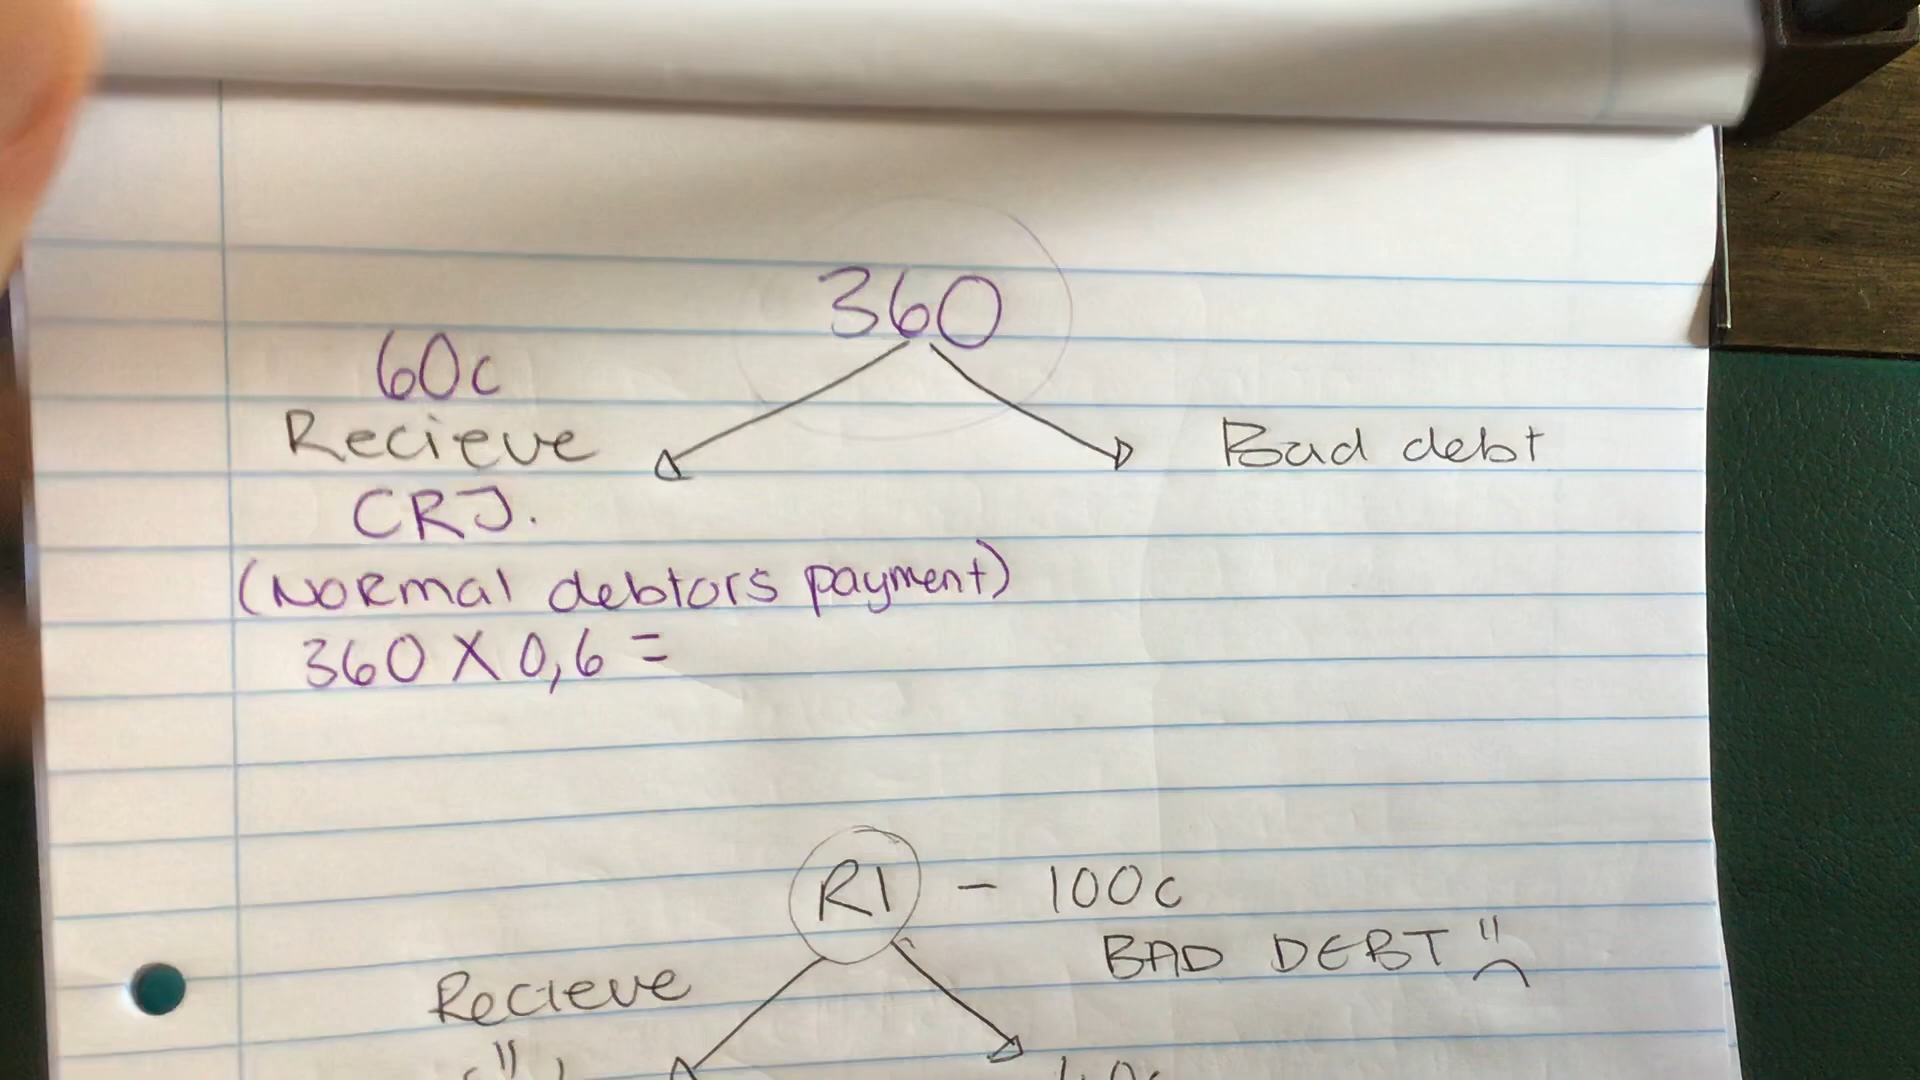 360
60c
Recieve
Bad debt
CRJ.
(Normal debtors payment)
360 X 0,6 =
R1 - 100c
BAD DEBT
Recieve